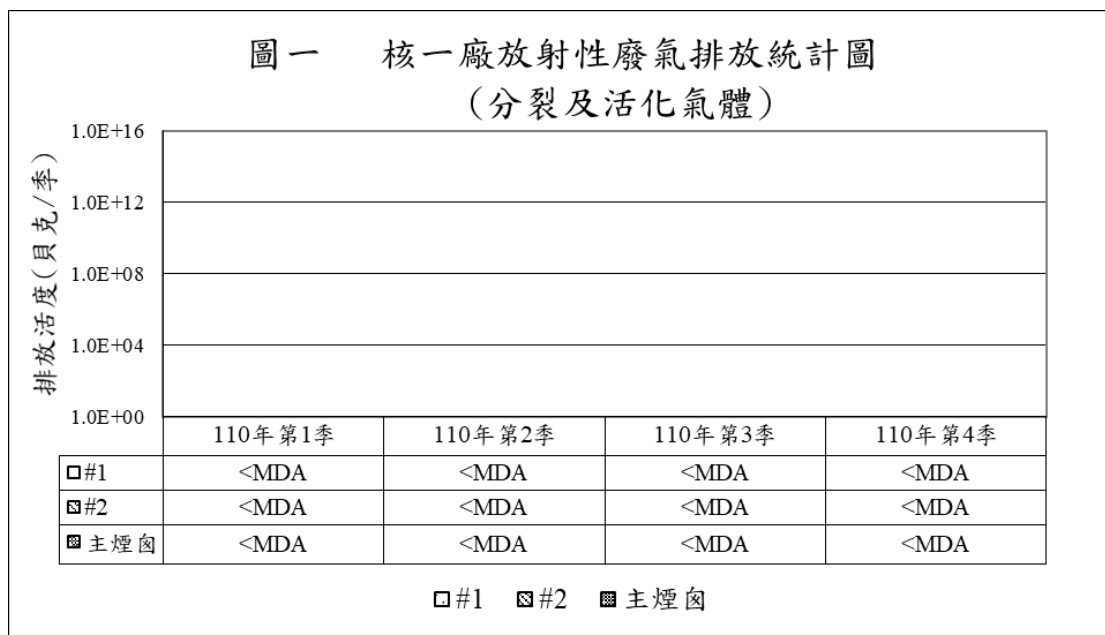 圖一 核一廠放射性廢氣排放統計圖
(分裂及活化氣體)
排放活度(貝克/季)
1.0E+16
1.0E+12
1.0E+08
1.0E+04
1.0E+00
110年第1季 110年第2季 110年第3季 110年第4季
#1 <MDA <MDA <MDA <MDA
#2 <MDA <MDA <MDA <MDA
主煙囪 <MDA <MDA <MDA <MDA
#1 #2 主煙囪